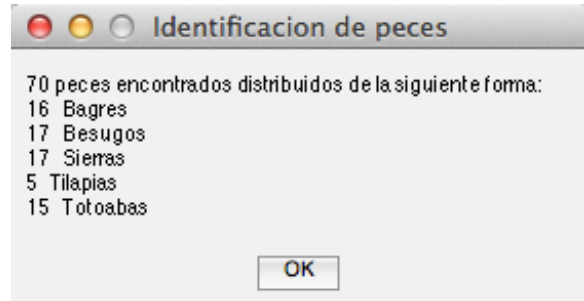 Identificacion de peces
70 peces encontrados distribuidos de la siguiente forma:
16 Bagres
17 Besugos
17 Sierras
5 Tilapias
15 Totoabas
OK